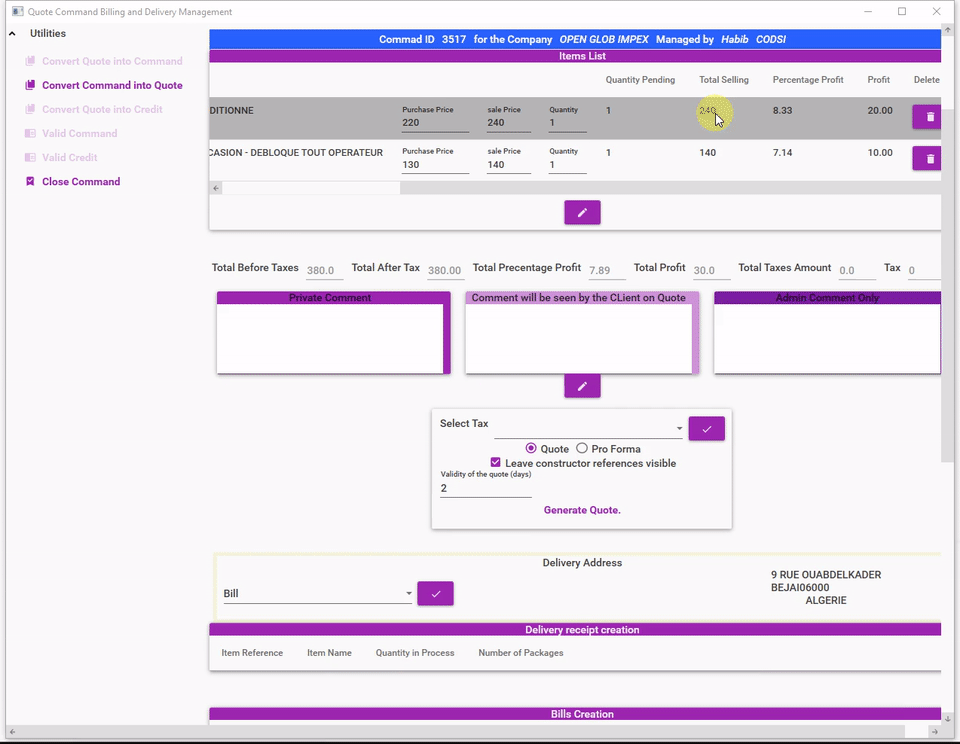 Quote Command Billing and Delivery Management
Utilities
Convert Quote into Command
Convert Command into Quote
Convert Quote into Credit
Valid Command
Valid Credit
Close Command
Commad ID 3517 for the Company OPEN GLOB IMPEX Managed by Habib CODSI
Items List
Quantity Pending Total Selling Percentage Profit Profit Delete
DITIONNE Purchase Price 220 sale Price 240 Quantity 1 1 240 8.33 20.00
CASION - DEBLOQUE TOUT OPERATEUR Purchase Price 130 sale Price 140 Quantity 1 1 140 7.14 10.00
Total Before Taxes 380.0 Total After Tax 380.00 Total Precentage Profit 7.89 Total Profit 30.0 Total Taxes Amount 0.0 Tax 0
Private Comment
Comment will be seen by the CLient on Quote
Admin Comment Only
Select Tax
Quote Pro Forma
Leave constructor references visible
Validity of the quote (days)
2
Generate Quote.
Delivery Address
Bill
9 RUE OUABDELKADER
BEJAI06000
ALGERIE
Delivery receipt creation
Item Reference Item Name Quantity in Process Number of Packages
Bills Creation